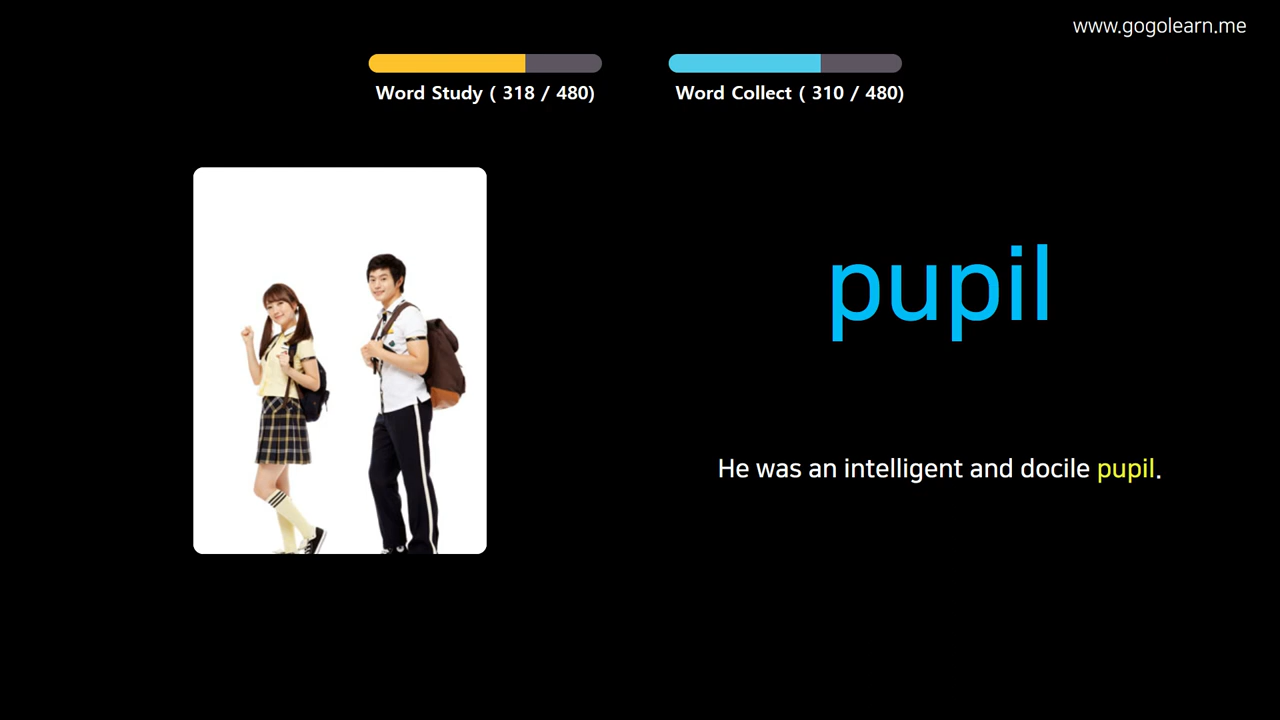 www.gogolearn.me
Word Study ( 318 / 480)
Word Collect ( 310 / 480)
pupil
He was an intelligent and docile pupil.